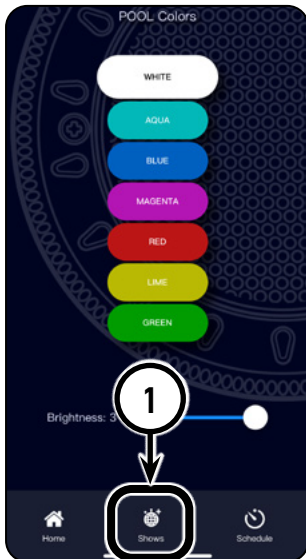 POOL Colors
WHITE
AQUA
BLUE
MAGENTA
RED
LIME
GREEN
Brightness: 3
1
Home
Shows
Schedule